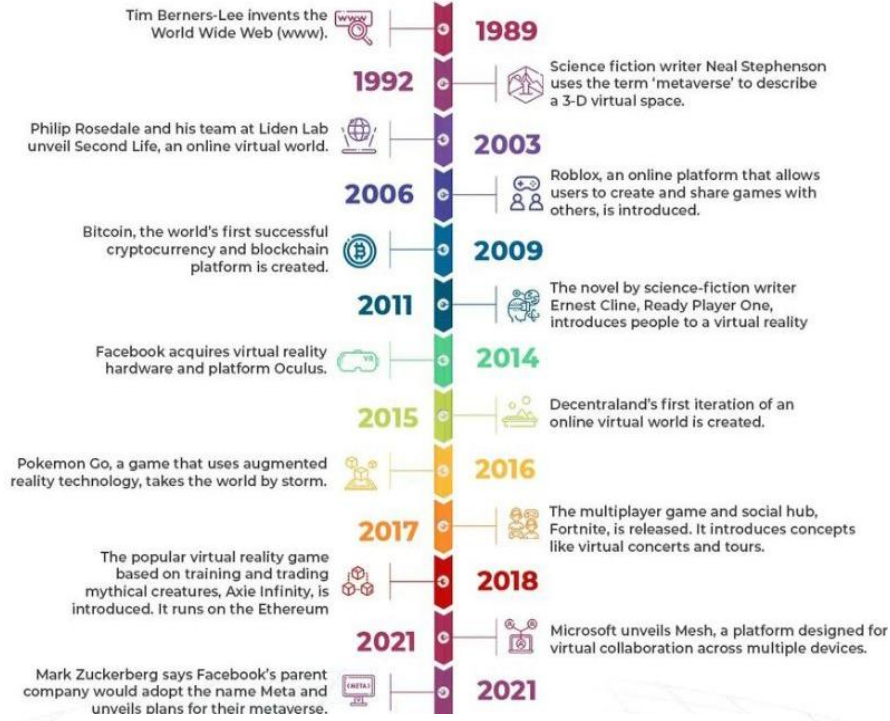 Tim Berners-Lee invents the
World Wide Web (www).
www
1989
1992
Science fiction writer Neal Stephenson
uses the term ‘metaverse’ to describe
a 3-D virtual space.
Philip Rosedale and his team at Liden Lab
unveil Second Life, an online virtual world.
2003
2006
Roblox, an online platform that allows
users to create and share games with
others, is introduced.
Bitcoin, the world’s first successful
cryptocurrency and blockchain
platform is created.
2009
2011
The novel by science-fiction writer
Ernest Cline, Ready Player One,
introduces people to a virtual reality
Facebook acquires virtual reality
hardware and platform Oculus.
VR
2014
2015
Decentraland’s first iteration of an
online virtual world is created.
Pokemon Go, a game that uses augmented
reality technology, takes the world by storm.
2016
2017
The multiplayer game and social hub,
Fortnite, is released. It introduces concepts
like virtual concerts and tours.
The popular virtual reality game
based on training and trading
mythical creatures, Axie Infinity, is
introduced. It runs on the Ethereum
2018
2021
Microsoft unveils Mesh, a platform designed for
virtual collaboration across multiple devices.
Mark Zuckerberg says Facebook’s parent
company would adopt the name Meta and
unveils plans for their metaverse.
<META>
2021